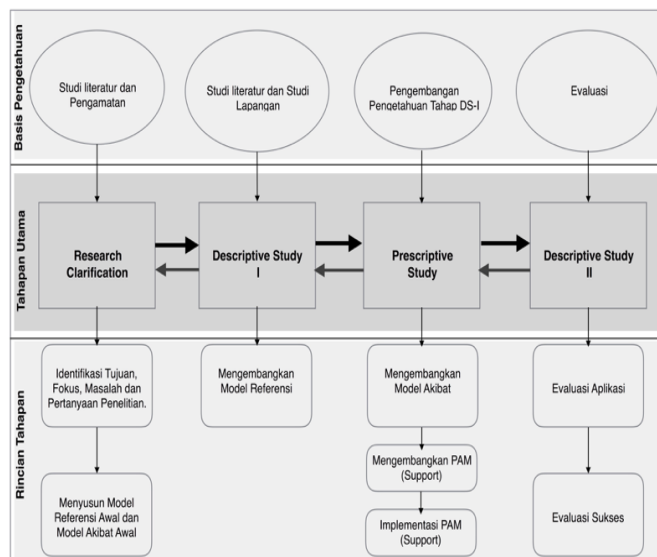 Basis Pengetahuan
Studi literatur dan
Pengamatan
Studi literatur dan Studi
Lapangan
Pengembangan
Pengetahuan Tahap DS-I
Evaluasi
Tahapan Utama
Research
Clarification
Descriptive Study
I
Prescriptive
Study
Descriptive Study
II
Rincian Tahapan
Identifikasi Tujuan,
Fokus, Masalah dan
Pertanyaan Penelitian.
Mengembangkan
Model Referensi
Mengembangkan
Model Akibat
Evaluasi Aplikasi
Menyusun Model
Referensi Awal dan
Model Akibat Awal
Mengembangkan PAM
(Support)
Implementasi PAM
(Support)
Evaluasi Sukses